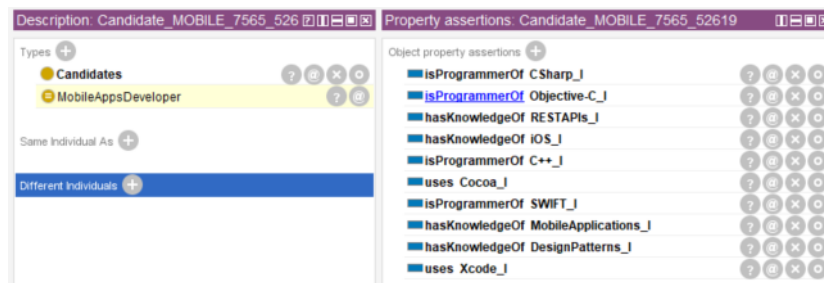 Description: Candidate_MOBILE_7565_526
Types
Candidates
MobileAppsDeveloper
Same Individual As
Different Individuals
Property assertions: Candidate_MOBILE_7565_52619
Object property assertions
isProgrammerOf CSharp_I
isProgrammerOf Objective-C_I
hasKnowledgeOf RESTAPIs_I
hasKnowledgeOf iOS_I
isProgrammerOf C++_I
uses Cocoa_I
isProgrammerOf SWIFT_I
hasKnowledgeOf MobileApplications_I
hasKnowledgeOf DesignPatterns_I
uses Xcode_I